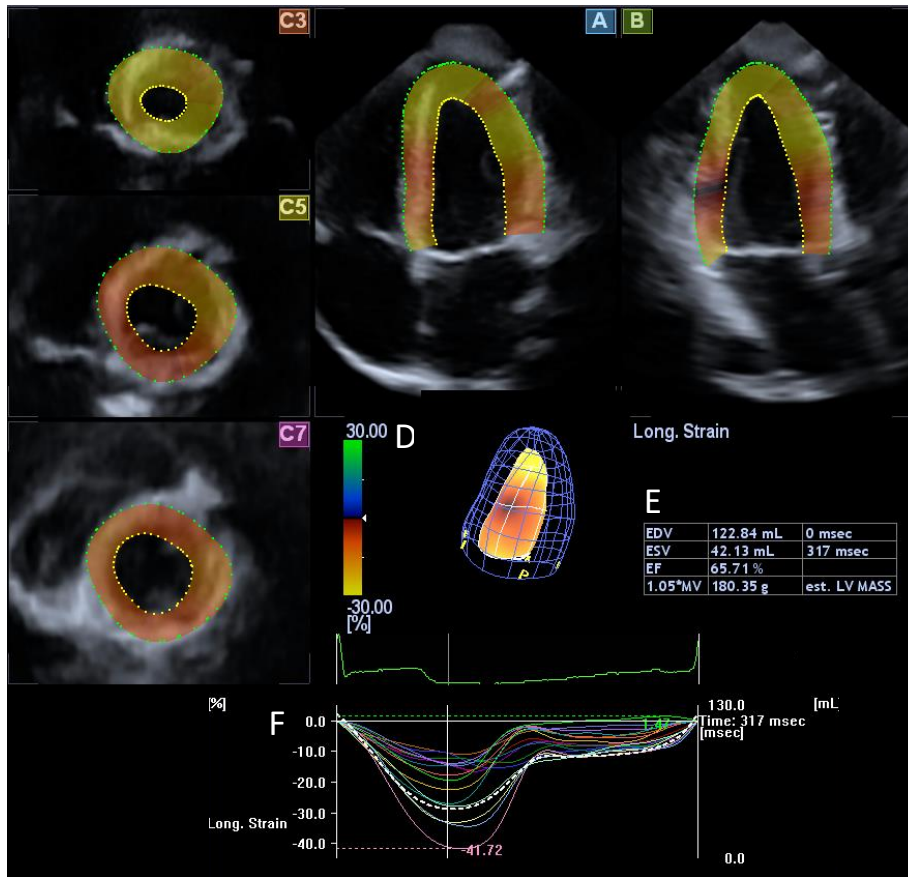 C3
A
B
C5
C7
30.00
D
-30.00
[%]
Long. Strain
E
EDV 122.84 mL 0 msec
ESV 42.13 mL 317 msec
EF 65.71 %
1.05*MV 180.35 g est. LV MASS
P
[%]
F
0.0
-10.0
-20.0
-30.0
-40.0
Long. Strain
-41.72
1.47
130.0 [mL]
Time: 317 msec
[msec]
0.0